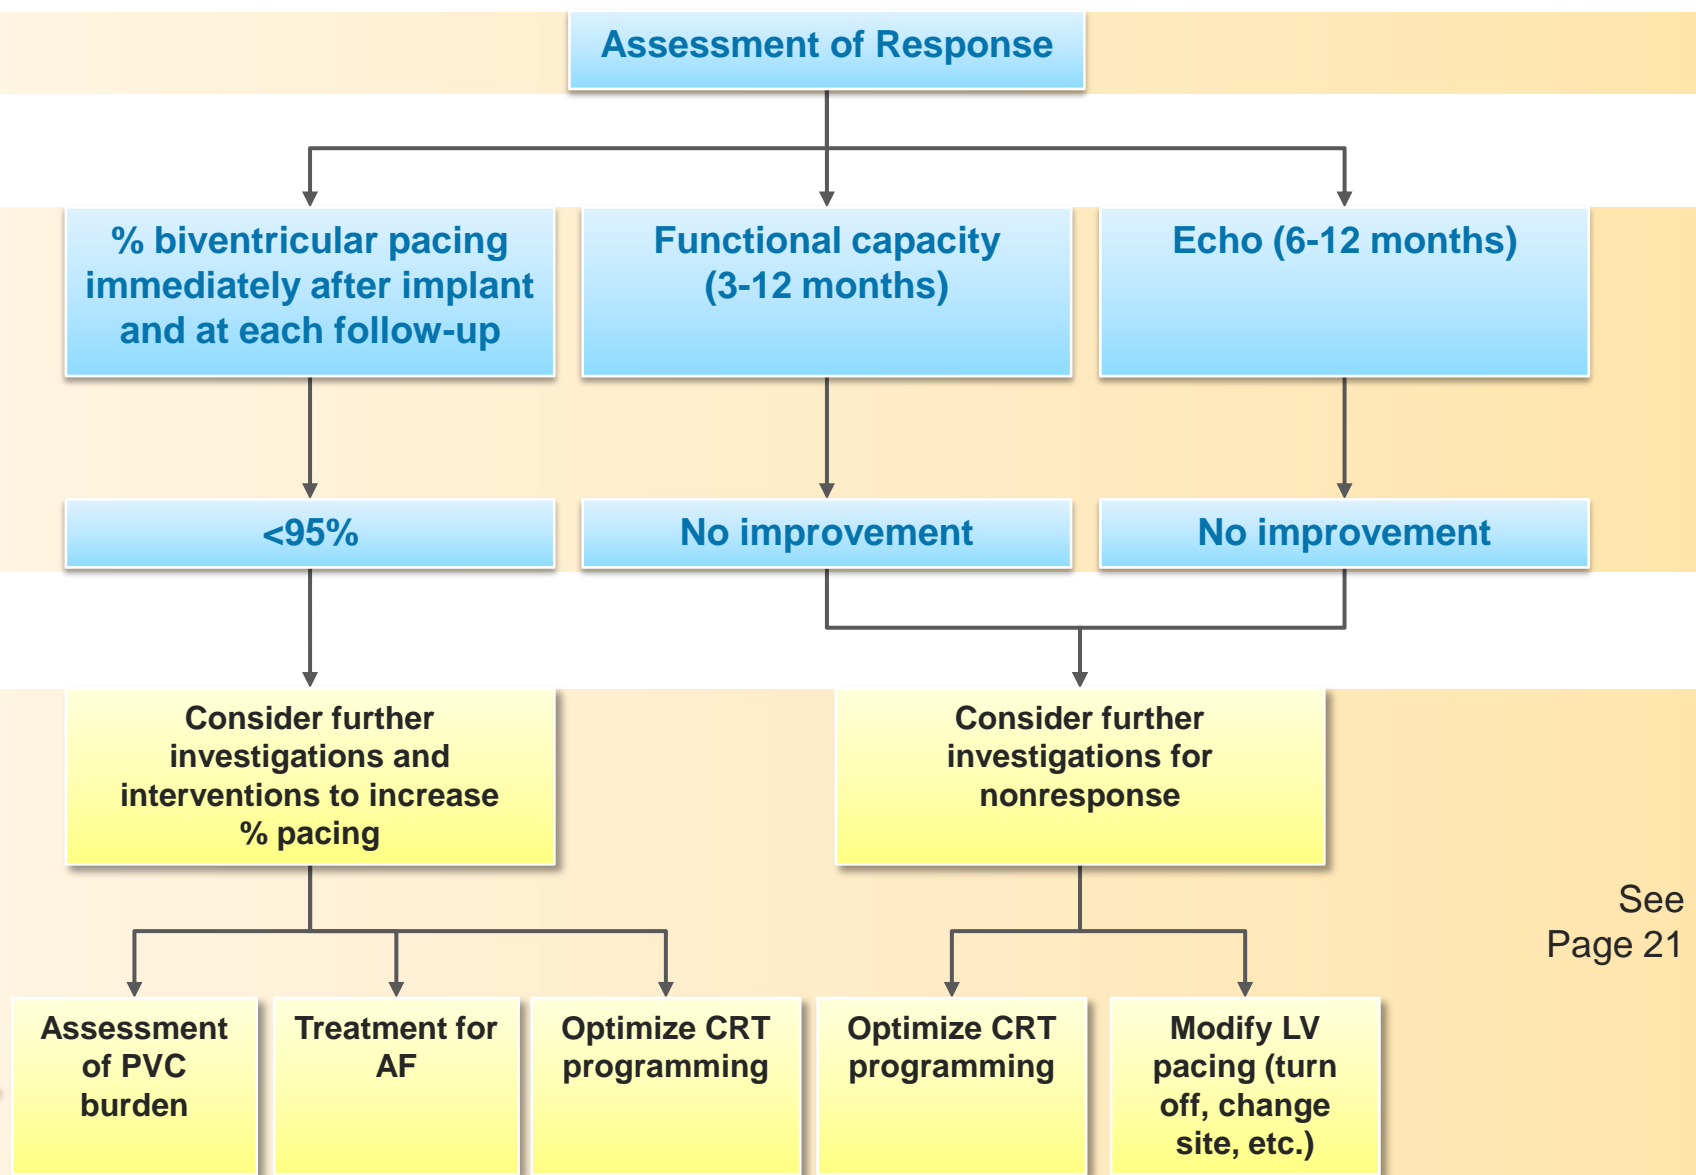 Assessment of Response
% biventricular pacing
immediately after implant
and at each follow-up
Functional capacity
(3-12 months)
Echo (6-12 months)
<95%
No improvement
No improvement
Consider further
investigations and
interventions to increase
% pacing
Consider further
investigations for
nonresponse
See
Page 21
Assessment
of PVC
burden
Treatment for
AF
Optimize CRT
programming
Optimize CRT
programming
Modify LV
pacing (turn
off, change
site, etc.)